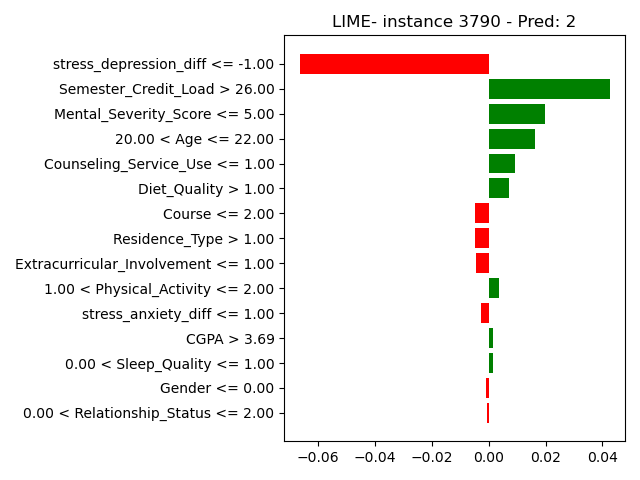 LIME- instance 3790 - Pred: 2
stress_depression_diff <= -1.00
Semester_Credit_Load > 26.00
Mental_Severity_Score <= 5.00
20.00 < Age <= 22.00
Counseling_Service_Use <= 1.00
Diet_Quality > 1.00
Course <= 2.00
Residence_Type > 1.00
Extracurricular_Involvement <= 1.00
1.00 < Physical_Activity <= 2.00
stress_anxiety_diff <= 1.00
CGPA > 3.69
0.00 < Sleep_Quality <= 1.00
Gender <= 0.00
0.00 < Relationship_Status <= 2.00
−0.06 −0.04 −0.02 0.00 0.02 0.04